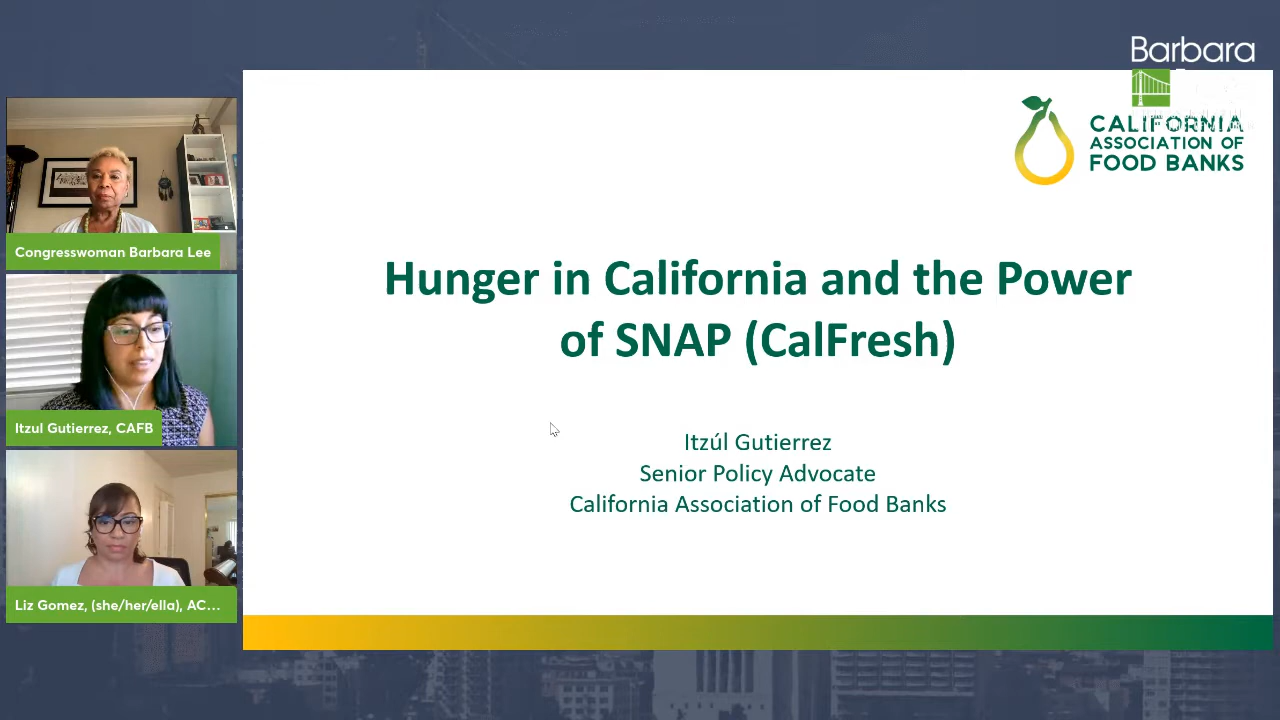 Barbara
CALIFORNIA
ASSOCIATION OF
FOOD BANKS
Congresswoman Barbara Lee
Hunger in California and the Power
of SNAP (CalFresh)
Itzul Gutierrez, CAFB
Itzúl Gutierrez
Senior Policy Advocate
California Association of Food Banks
Liz Gomez, (she/her/ella), AC...